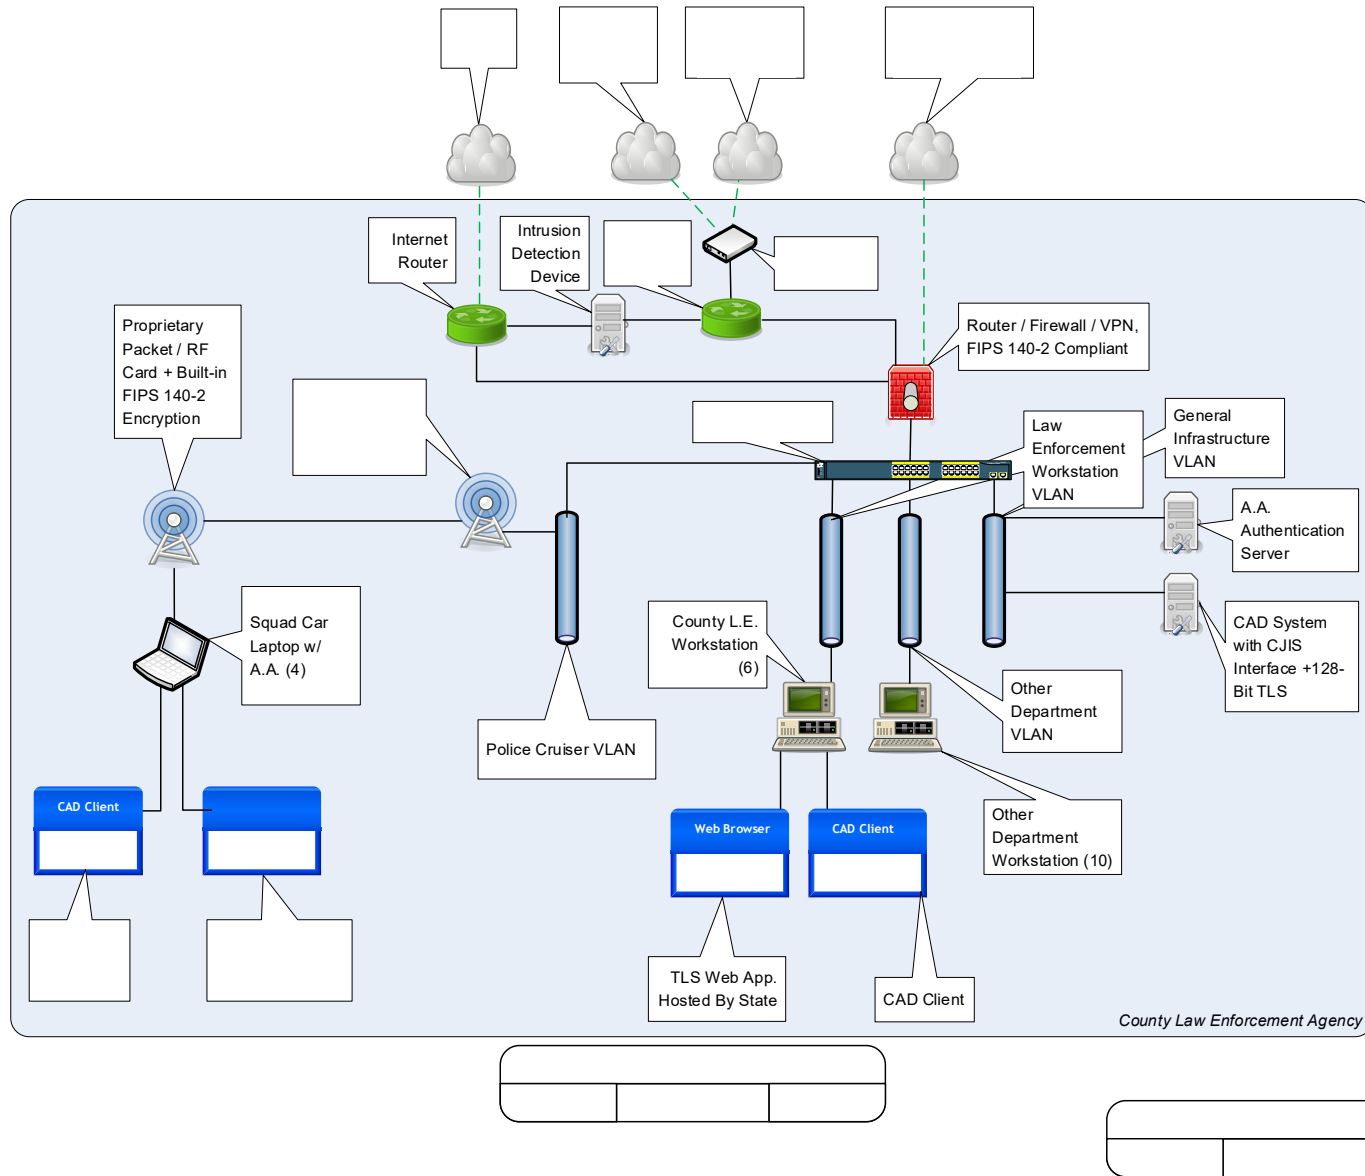 Internet
Router
Intrusion
Detection
Device
Proprietary
Packet / RF
Card + Built-in
FIPS 140-2
Encryption
Router / Firewall / VPN,
FIPS 140-2 Compliant
Law
Enforcement
Workstation
VLAN
General
Infrastructure
VLAN
A.A.
Authentication
Server
Squad Car
Laptop w/
A.A. (4)
County L.E.
Workstation
(6)
CAD System
with CJIS
Interface +128-
Bit TLS
Other
Department
VLAN
Police Cruiser VLAN
CAD Client
Web Browser
CAD Client
Other
Department
Workstation (10)
TLS Web App.
Hosted By State
CAD Client
County Law Enforcement Agency